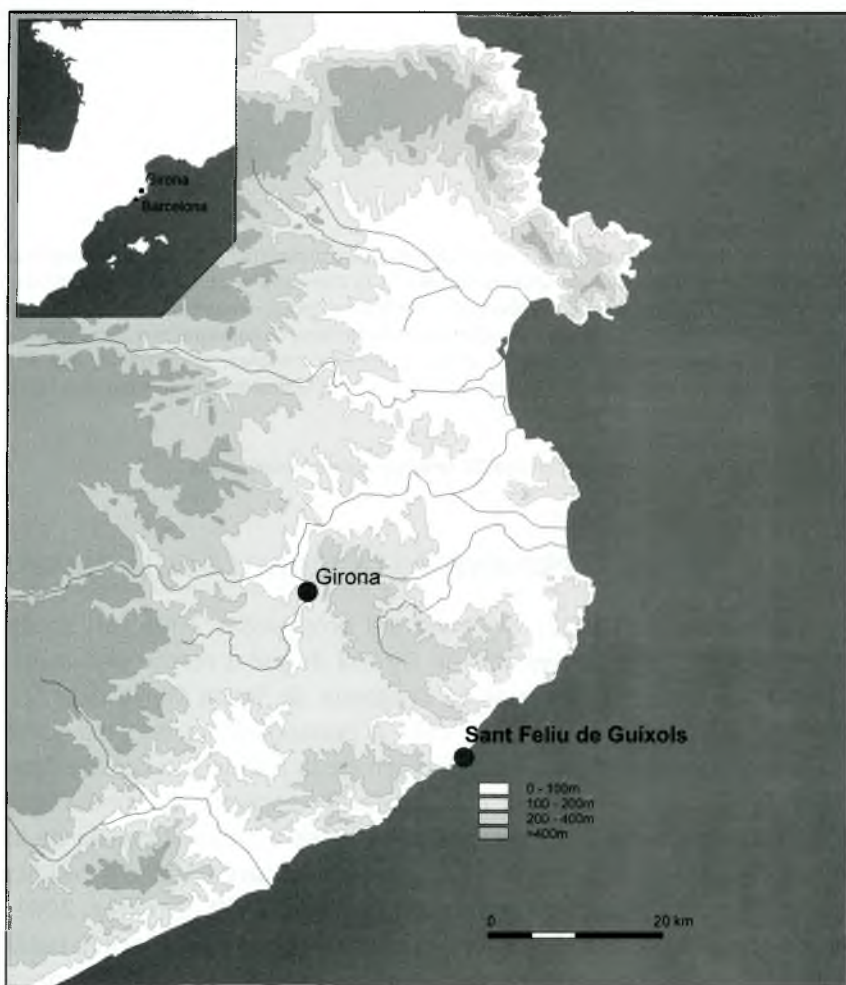 Girona
Barcelona
Girona
Sant Feliu de Guíxols
0 - 100m
100 - 200m
200 - 400m
>400m
0 20 km